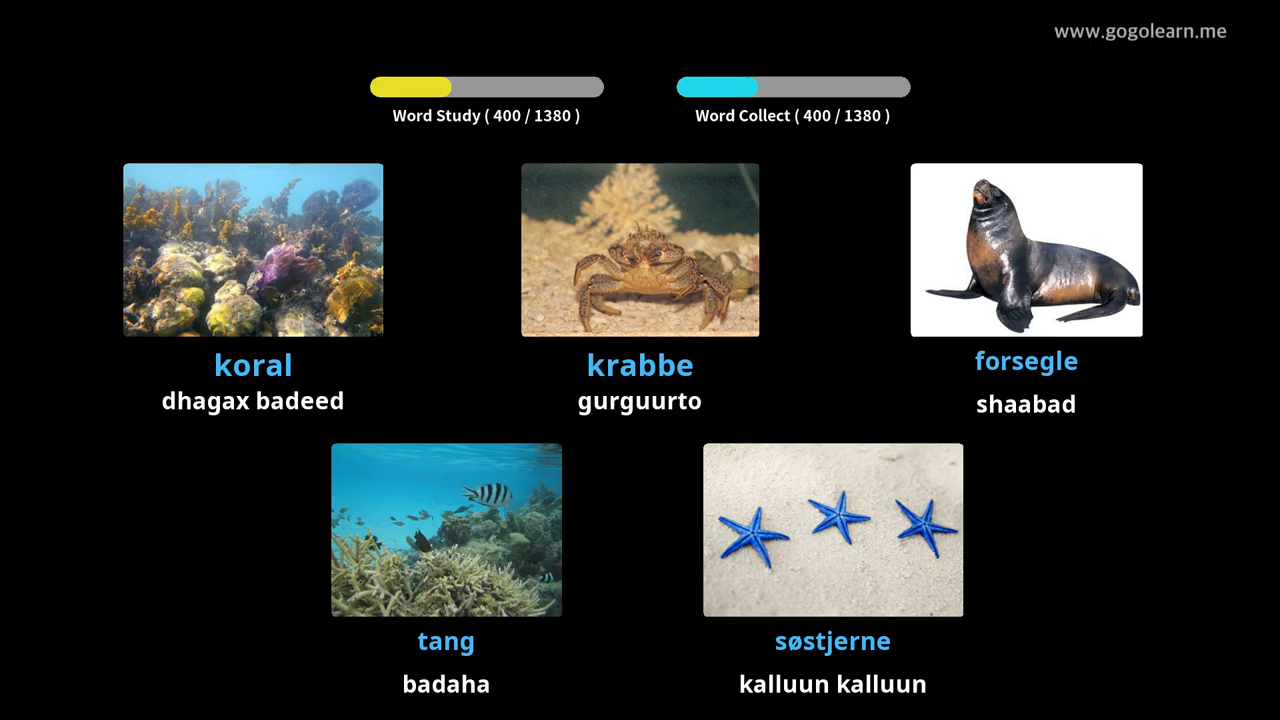 www.gogolearn.me
Word Study ( 400 / 1380 )
Word Collect ( 400 / 1380 )
koral
dhagax badeed
krabbe
gurguurto
forsegle
shaabad
tang
badaha
søstjerne
kalluun kalluun